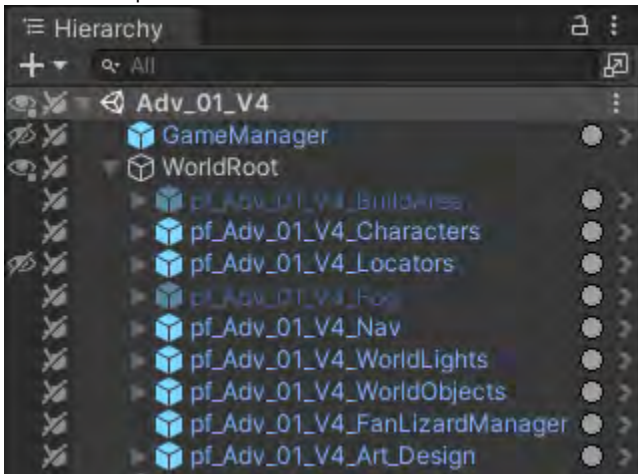 Hierarchy
All
Adv_01_V4
GameManager
WorldRoot
pf_Adv_01_V4_BuildArea
pf_Adv_01_V4_Characters
pf_Adv_01_V4_Locators
pf_Adv_01_V4_Fog
pf_Adv_01_V4_Nav
pf_Adv_01_V4_WorldLights
pf_Adv_01_V4_WorldObjects
pf_Adv_01_V4_FanLizardManager
pf_Adv_01_V4_Art_Design